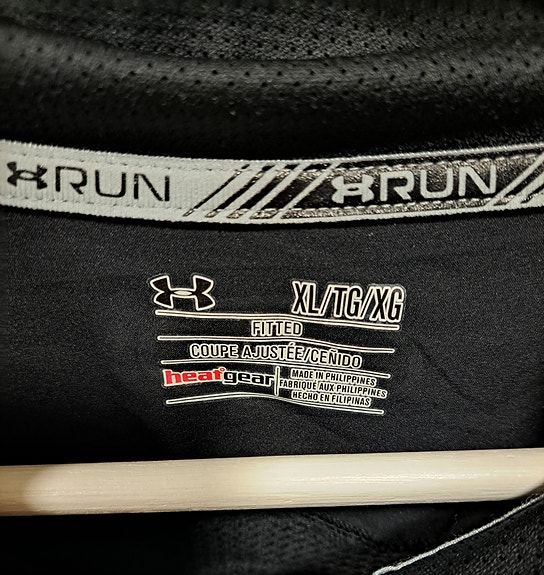 RUN RUN
XL/TG/XG
FITTED
COUPE AJUSTÉE/CEÑIDO
heatgear
MADE IN PHILIPPINES
FABRIQUÉ AUX PHILIPPINES
HECHO EN FILIPINAS